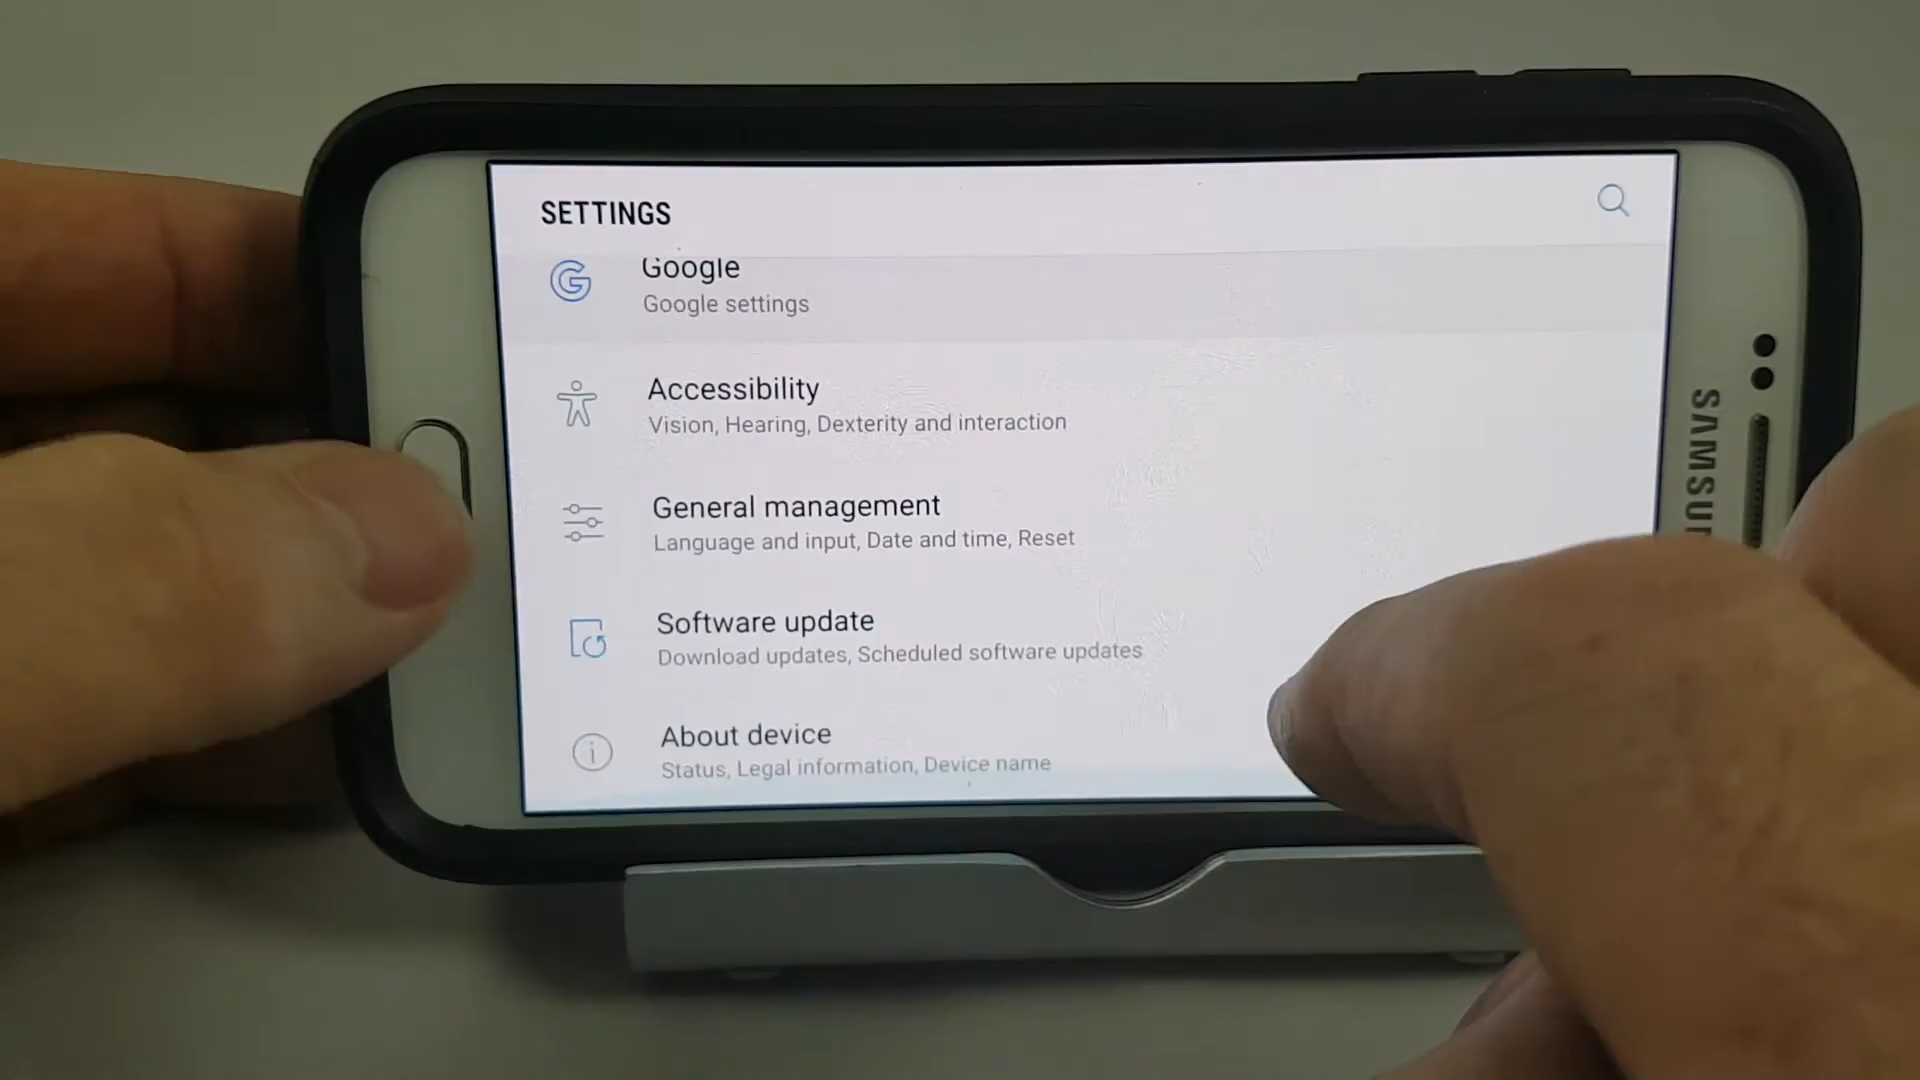 SETTINGS
Google
Google settings
Accessibility
Vision, Hearing, Dexterity and interaction
General management
Language and input, Date and time, Reset
Software update
Download updates, Scheduled software updates
About device
Status, Legal information, Device name